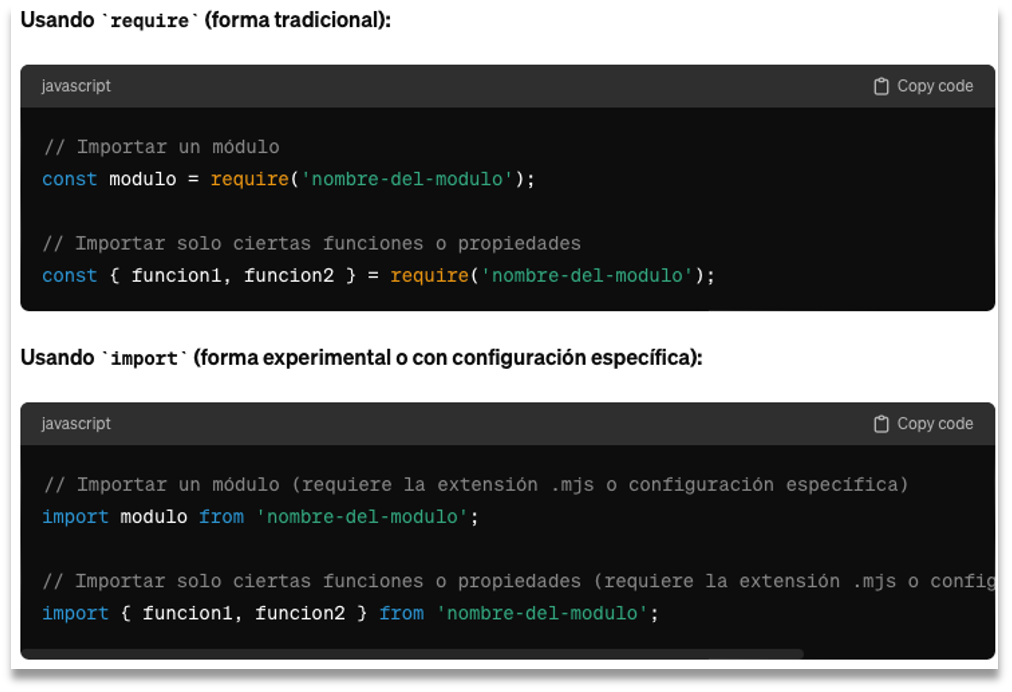 Usando `require` (forma tradicional):
javascript
Copy code
// Importar un módulo
const modulo = require('nombre-del-modulo');
// Importar solo ciertas funciones o propiedades
const { funcion1, funcion2 } = require('nombre-del-modulo');
Usando `import` (forma experimental o con configuración específica):
javascript
Copy code
// Importar un módulo (requiere la extensión .mjs o configuración específica)
import modulo from 'nombre-del-modulo';
// Importar solo ciertas funciones o propiedades (requiere la extensión .mjs o config
import { funcion1, funcion2 } from 'nombre-del-modulo';